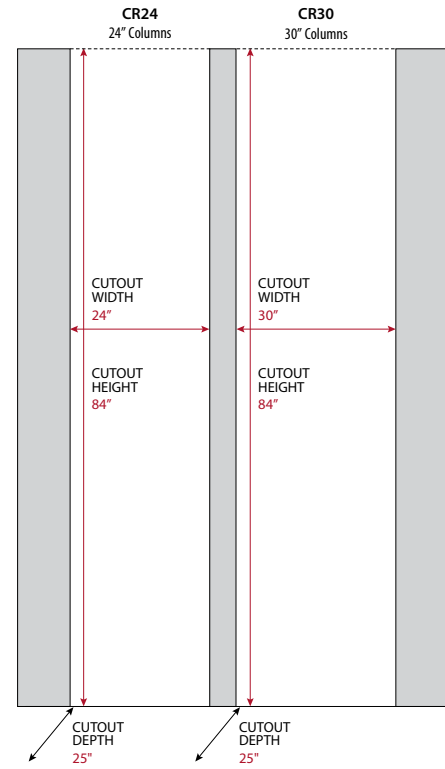 CR24
24” Columns
CR30
30” Columns
CUTOUT
WIDTH
24”
CUTOUT
WIDTH
30”
CUTOUT
HEIGHT
84”
CUTOUT
HEIGHT
84”
CUTOUT
DEPTH
25"
CUTOUT
DEPTH
25"